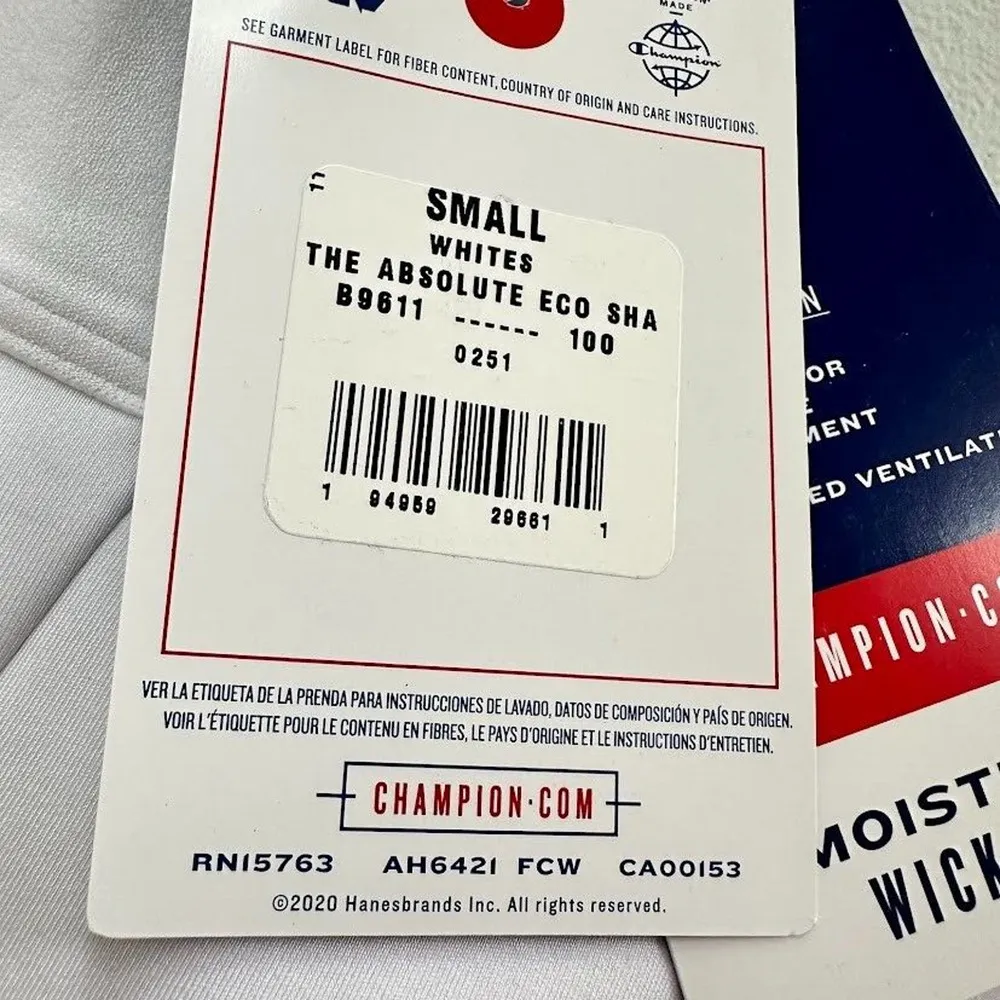 MADE
Champion
SEE GARMENT LABEL FOR FIBER CONTENT, COUNTRY OF ORIGIN AND CARE INSTRUCTIONS.
SMALL
WHITES
THE ABSOLUTE ECO SHA
B9611 ------ 100
0251
1 94959 29661 1
VER LA ETIQUETA DE LA PRENDA PARA INSTRUCCIONES DE LAVADO, DATOS DE COMPOSICIÓN Y PAÍS DE ORIGEN.
VOIR L'ÉTIQUETTE POUR LE CONTENU EN FIBRES, LE PAYS D'ORIGINE ET LE INSTRUCTIONS D'ENTRETIEN.
CHAMPION·COM
RN15763 AH6421 FCW CA00153
©2020 Hanesbrands Inc. All rights reserved.
N
OR
E
MENT
ED VENTILAT
MPION·C
MOIST
WICK